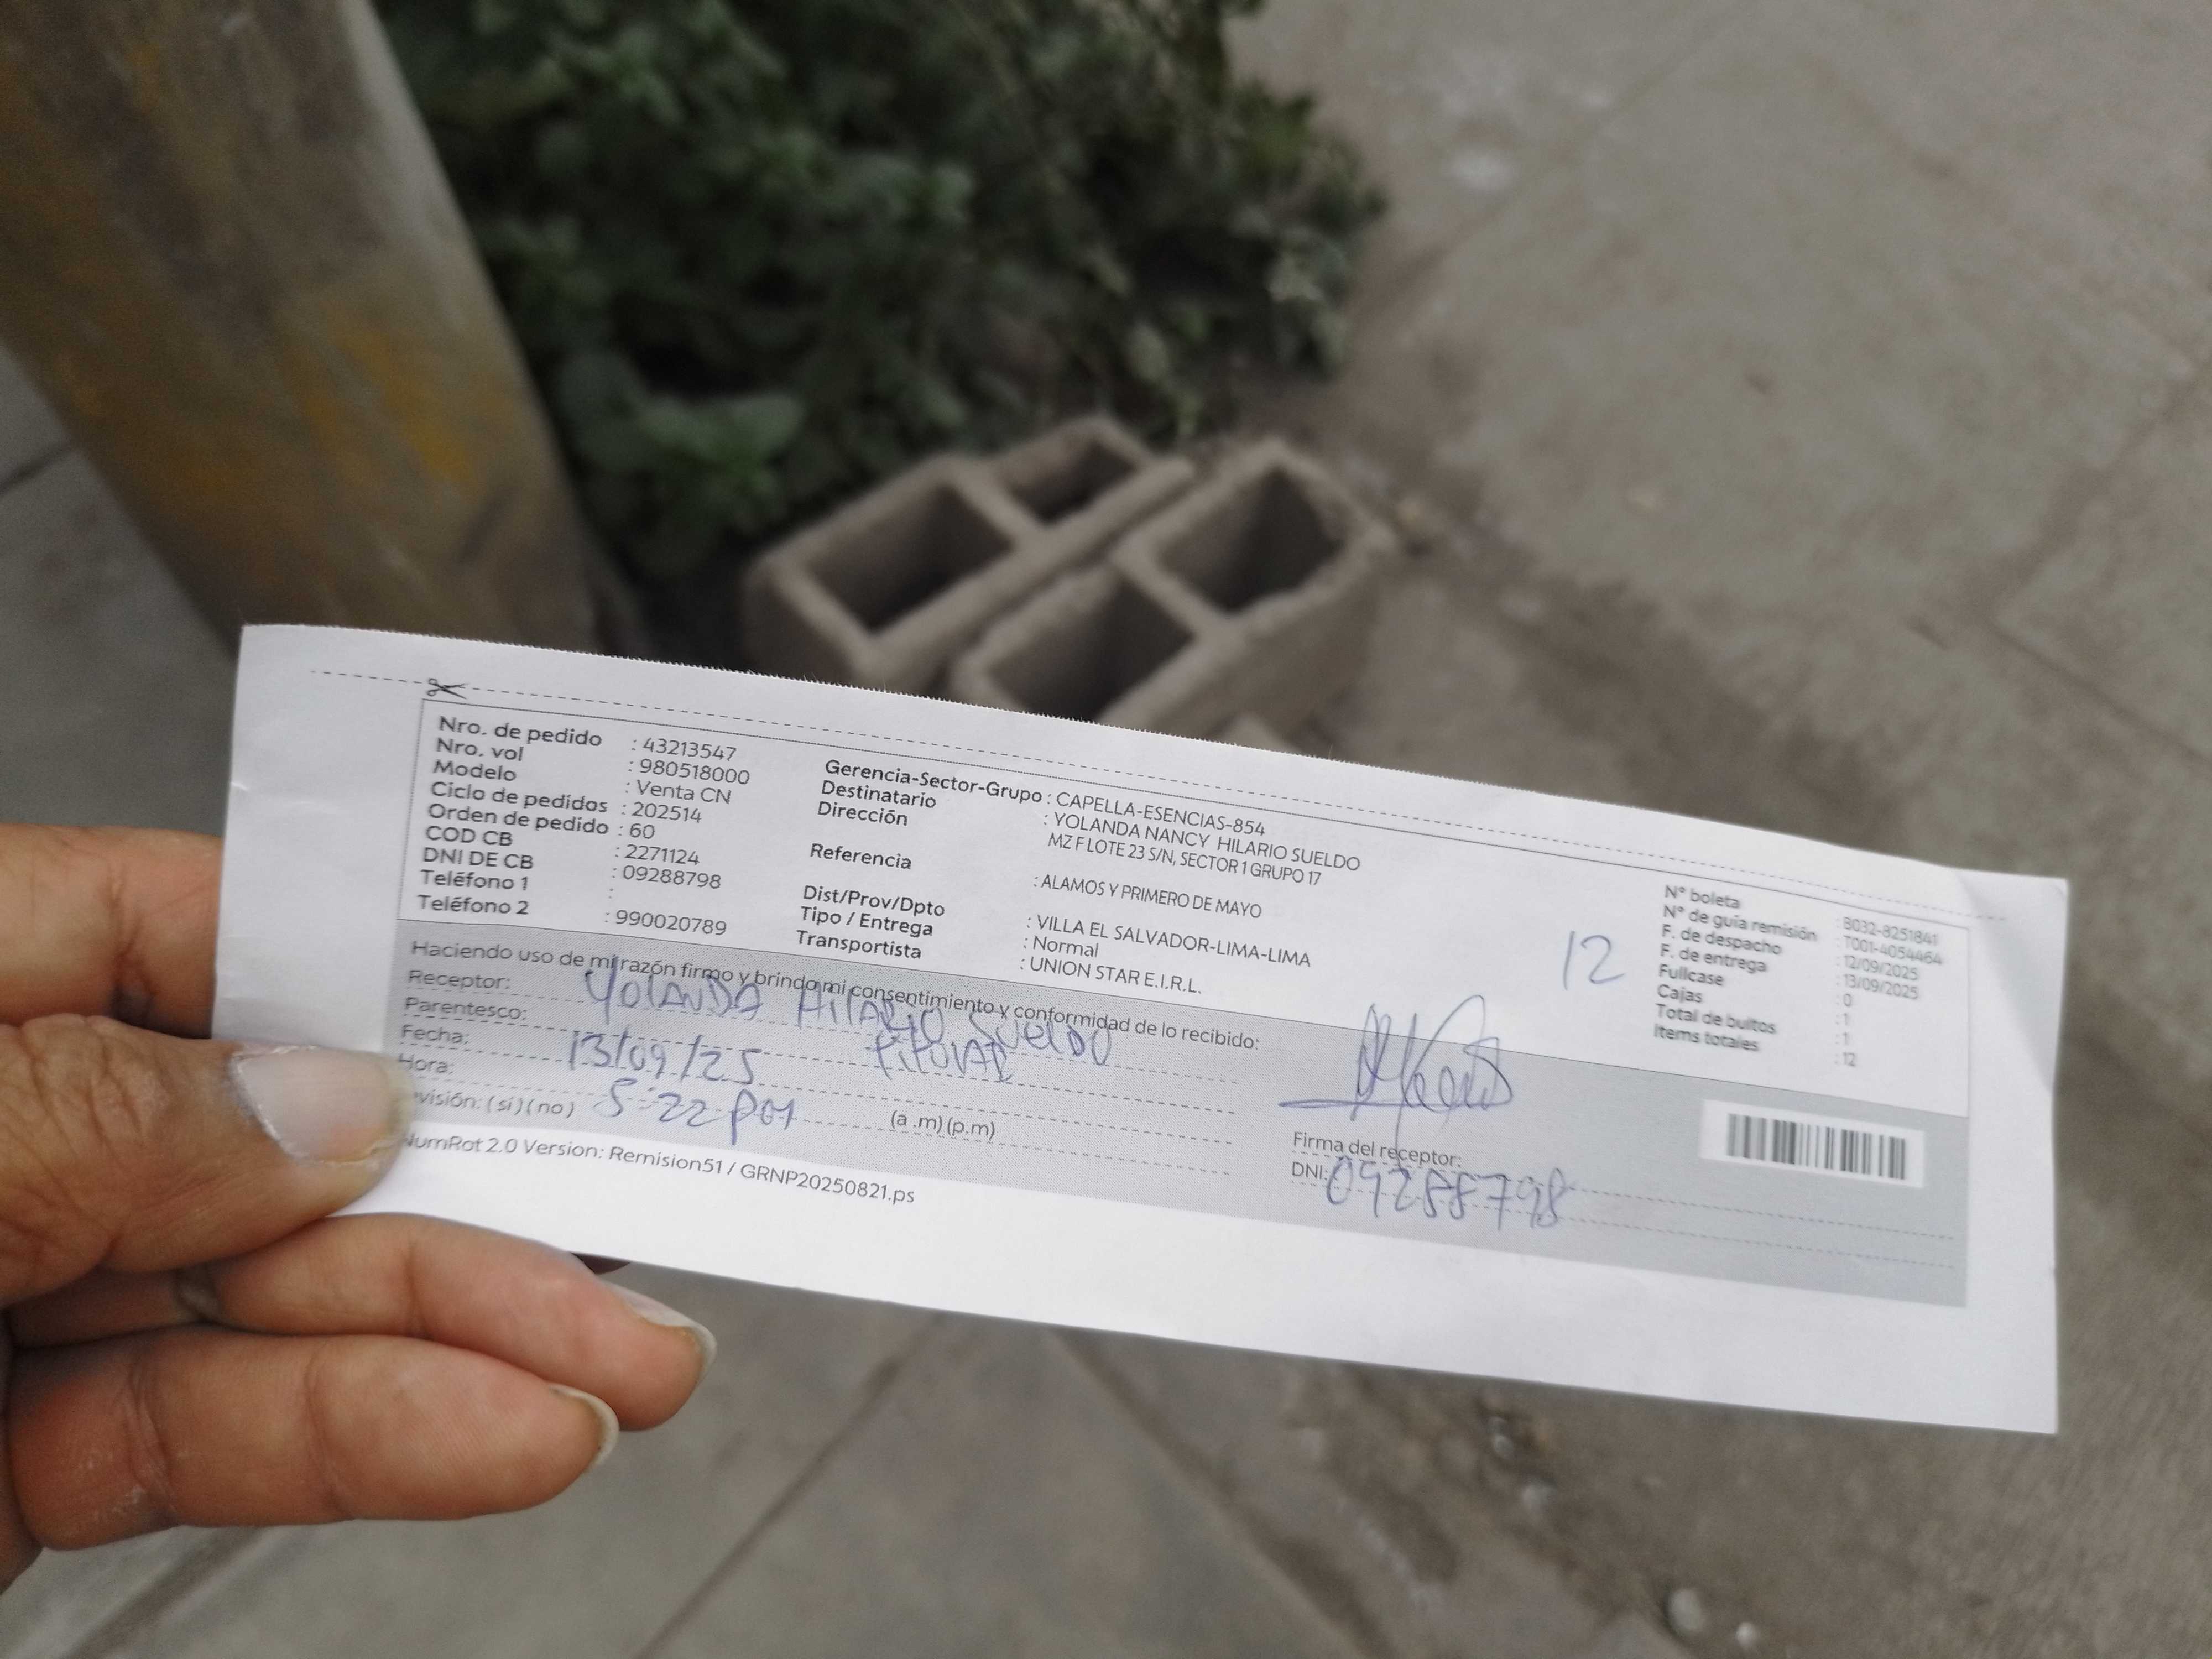 Nro. de pedido : 43213547
Nro. vol : 980518000
Modelo : Venta CN
Ciclo de pedidos : 202514
Orden de pedido : 60
COD CB : 2271124
DNI DE CB : 09288798
Teléfono 1 :
Teléfono 2 : 990020789
Gerencia-Sector-Grupo : CAPELLA-ESENCIAS-854
Destinatario : YOLANDA NANCY HILARIO SUELDO
Dirección MZ F LOTE 23 S/N, SECTOR 1 GRUPO 17
Referencia : ALAMOS Y PRIMERO DE MAYO
Dist/Prov/Dpto : VILLA EL SALVADOR-LIMA-LIMA
Tipo / Entrega : Normal
Transportista : UNION STAR E.I.R.L.
12
N° boleta : B032-8251841
N° de guía remisión : T001-4054464
F. de despacho : 12/09/2025
F. de entrega : 13/09/2025
Fullcase : 0
Cajas : 1
Total de bultos : 1
Items totales : 12
Haciendo uso de mi razón firmo y brindo mi consentimiento y conformidad de lo recibido:
Receptor: Yolanda Hilario Sueldo
Parentesco: Titular
Fecha: 13/09/25
Hora: 5:22 (a .m) (p.m)
visión: (si) (no)
Firma del receptor:
DNI: 09288798
NumRot 2.0 Version: Remision51 / GRNP20250821.ps